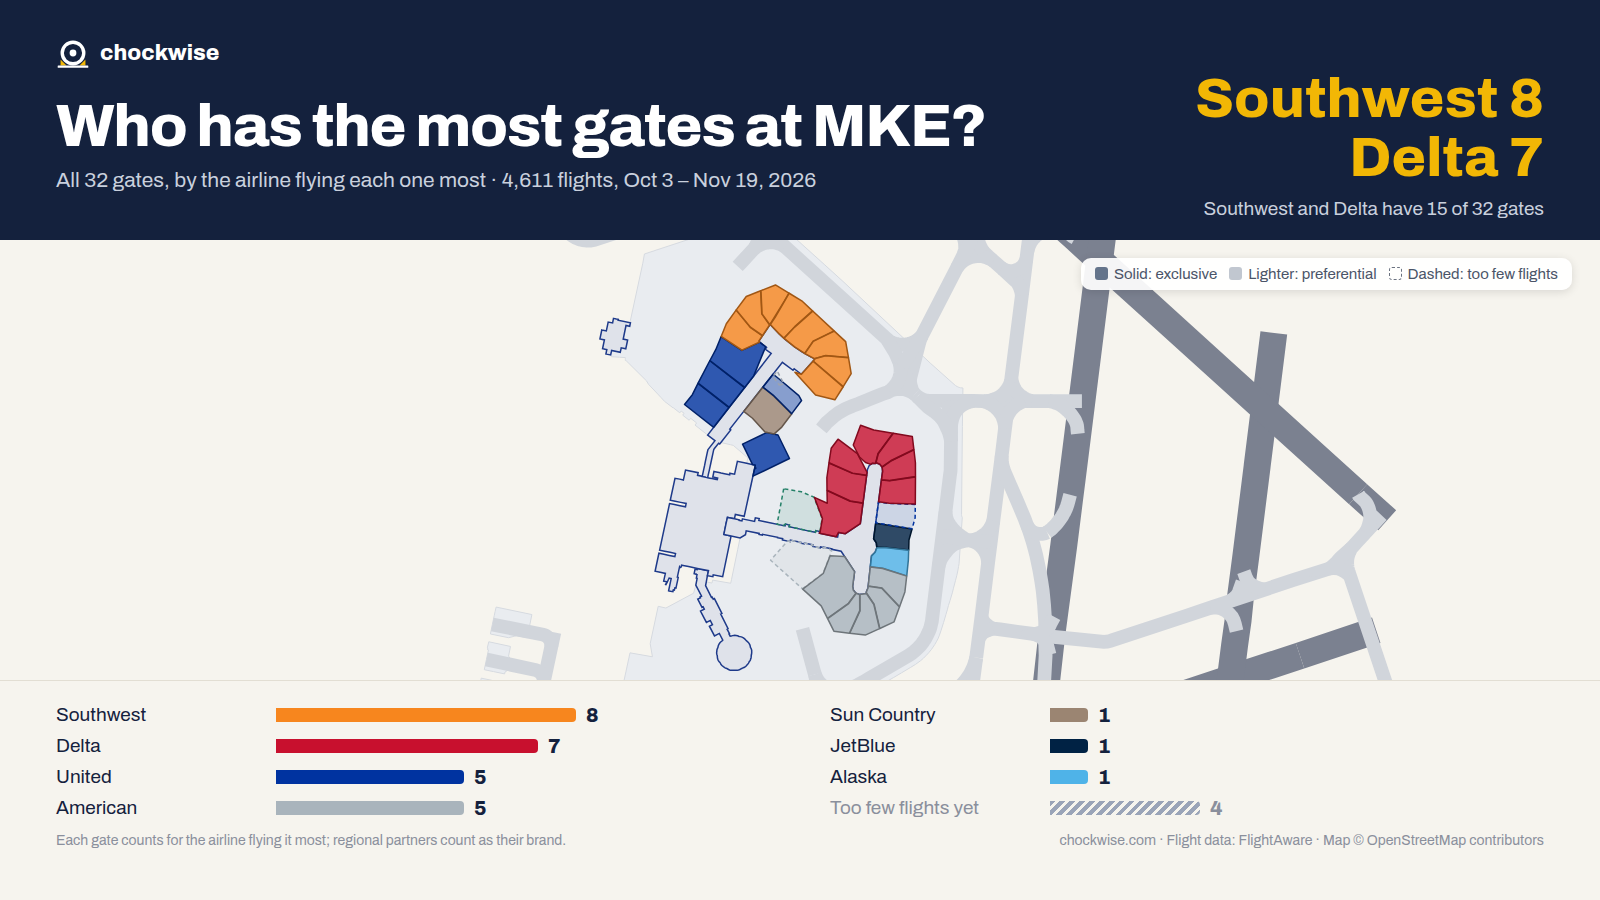 chockwise
Who has the most gates at MKE?
All 32 gates, by the airline flying each one most · 4,611 flights, Oct 3 – Nov 19, 2026
Southwest 8
Delta 7
Southwest and Delta have 15 of 32 gates
Solid: exclusive Lighter: preferential Dashed: too few flights
Southwest 8
Delta 7
United 5
American 5
Sun Country 1
JetBlue 1
Alaska 1
Too few flights yet 4
Each gate counts for the airline flying it most; regional partners count as their brand.
chockwise.com · Flight data: FlightAware · Map © OpenStreetMap contributors